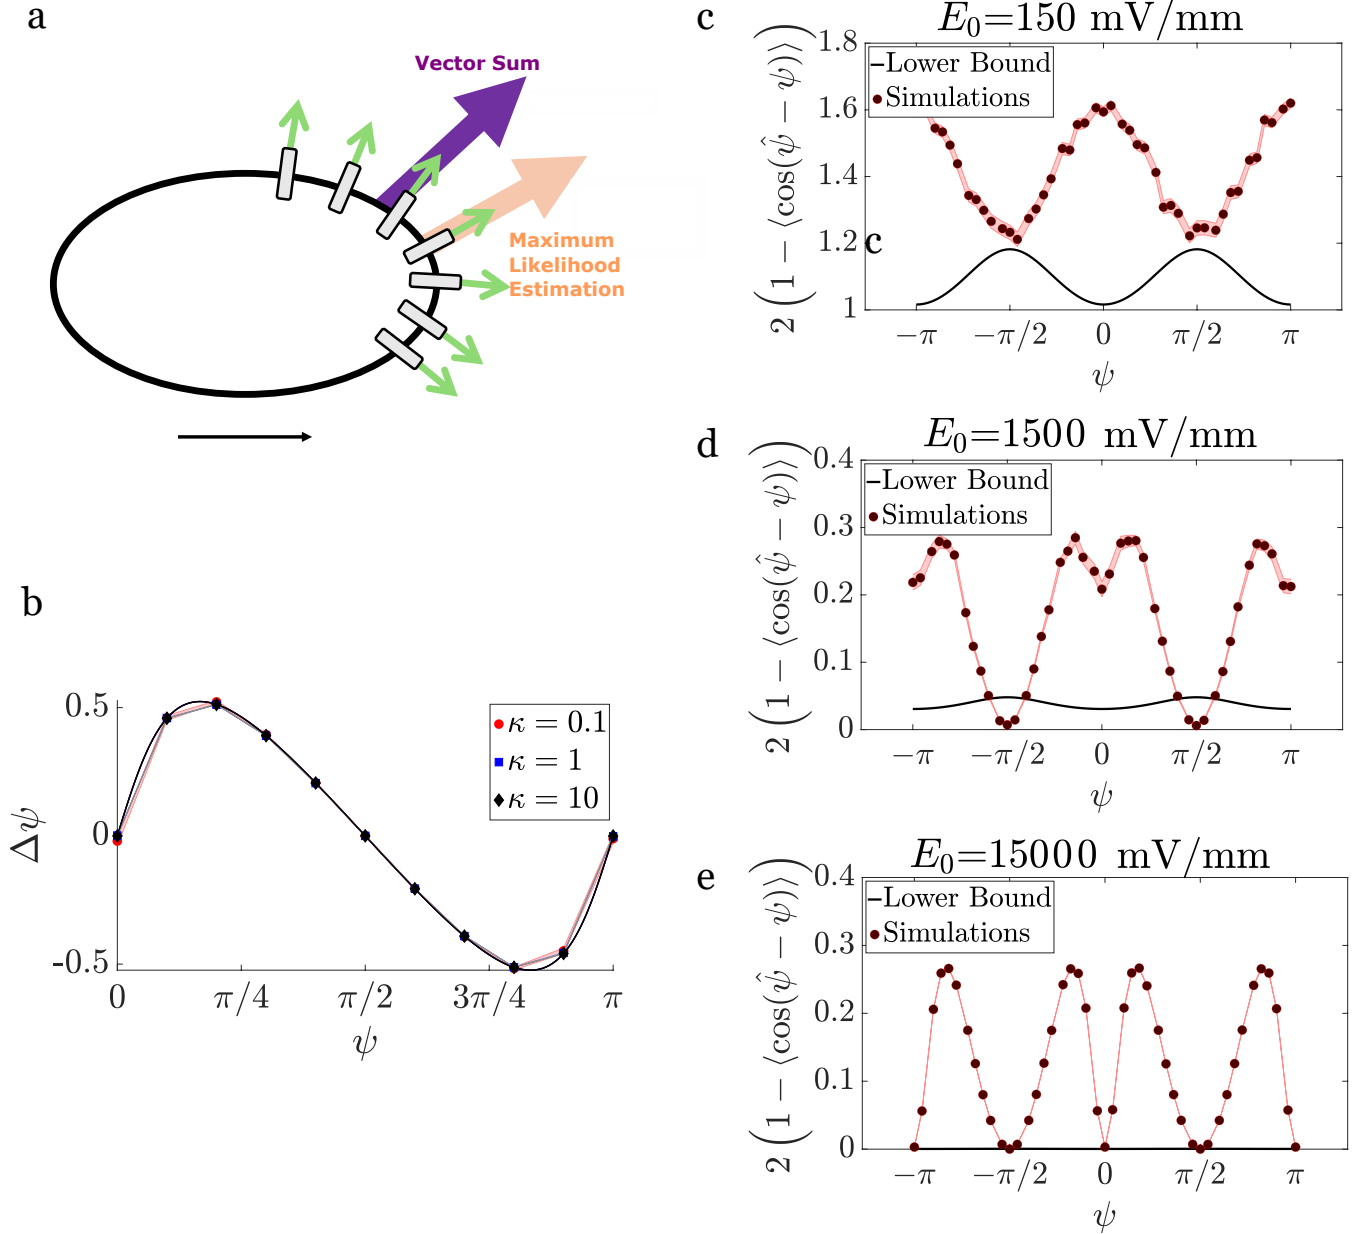 a
Vector Sum
Maximum
Likelihood
Estimation
b
Δψ
0.5
0
-0.5
κ = 0.1
κ = 1
κ = 10
0 π/4 π/2 3π/4 π
ψ
c
E₀=150 mV/mm
2 (1 − ⟨cos(ψ̂ − ψ)⟩)
1.8
1.6
1.4
1.2
1
Lower Bound
Simulations
c
−π −π/2 0 π/2 π
ψ
d
E₀=1500 mV/mm
2 (1 − ⟨cos(ψ̂ − ψ)⟩)
0.4
0.3
0.2
0.1
0
Lower Bound
Simulations
−π −π/2 0 π/2 π
ψ
e
E₀=15000 mV/mm
2 (1 − ⟨cos(ψ̂ − ψ)⟩)
0.4
0.3
0.2
0.1
0
Lower Bound
Simulations
−π −π/2 0 π/2 π
ψ